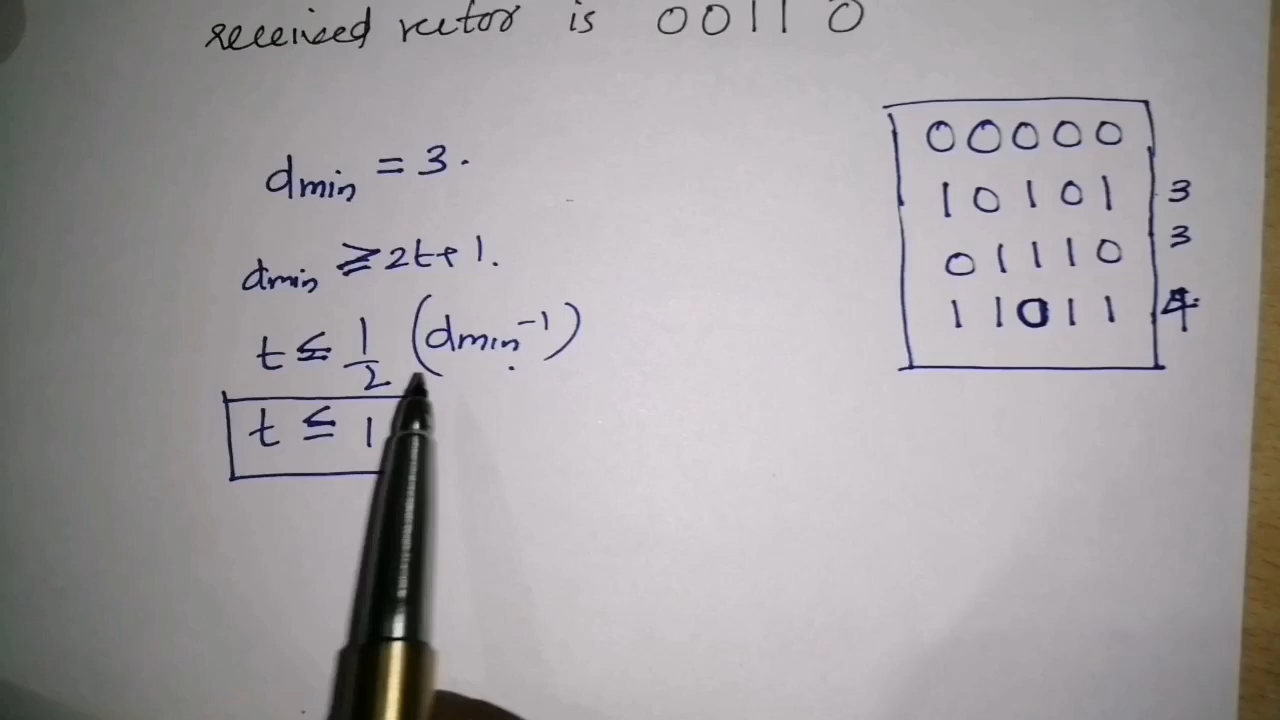 received vector is 00110
dmin = 3.
dmin ≥ 2t+1.
t ≤ 1/2 (dmin-1)
t ≤ 1
00000
10101 3
01110 3
11011 4